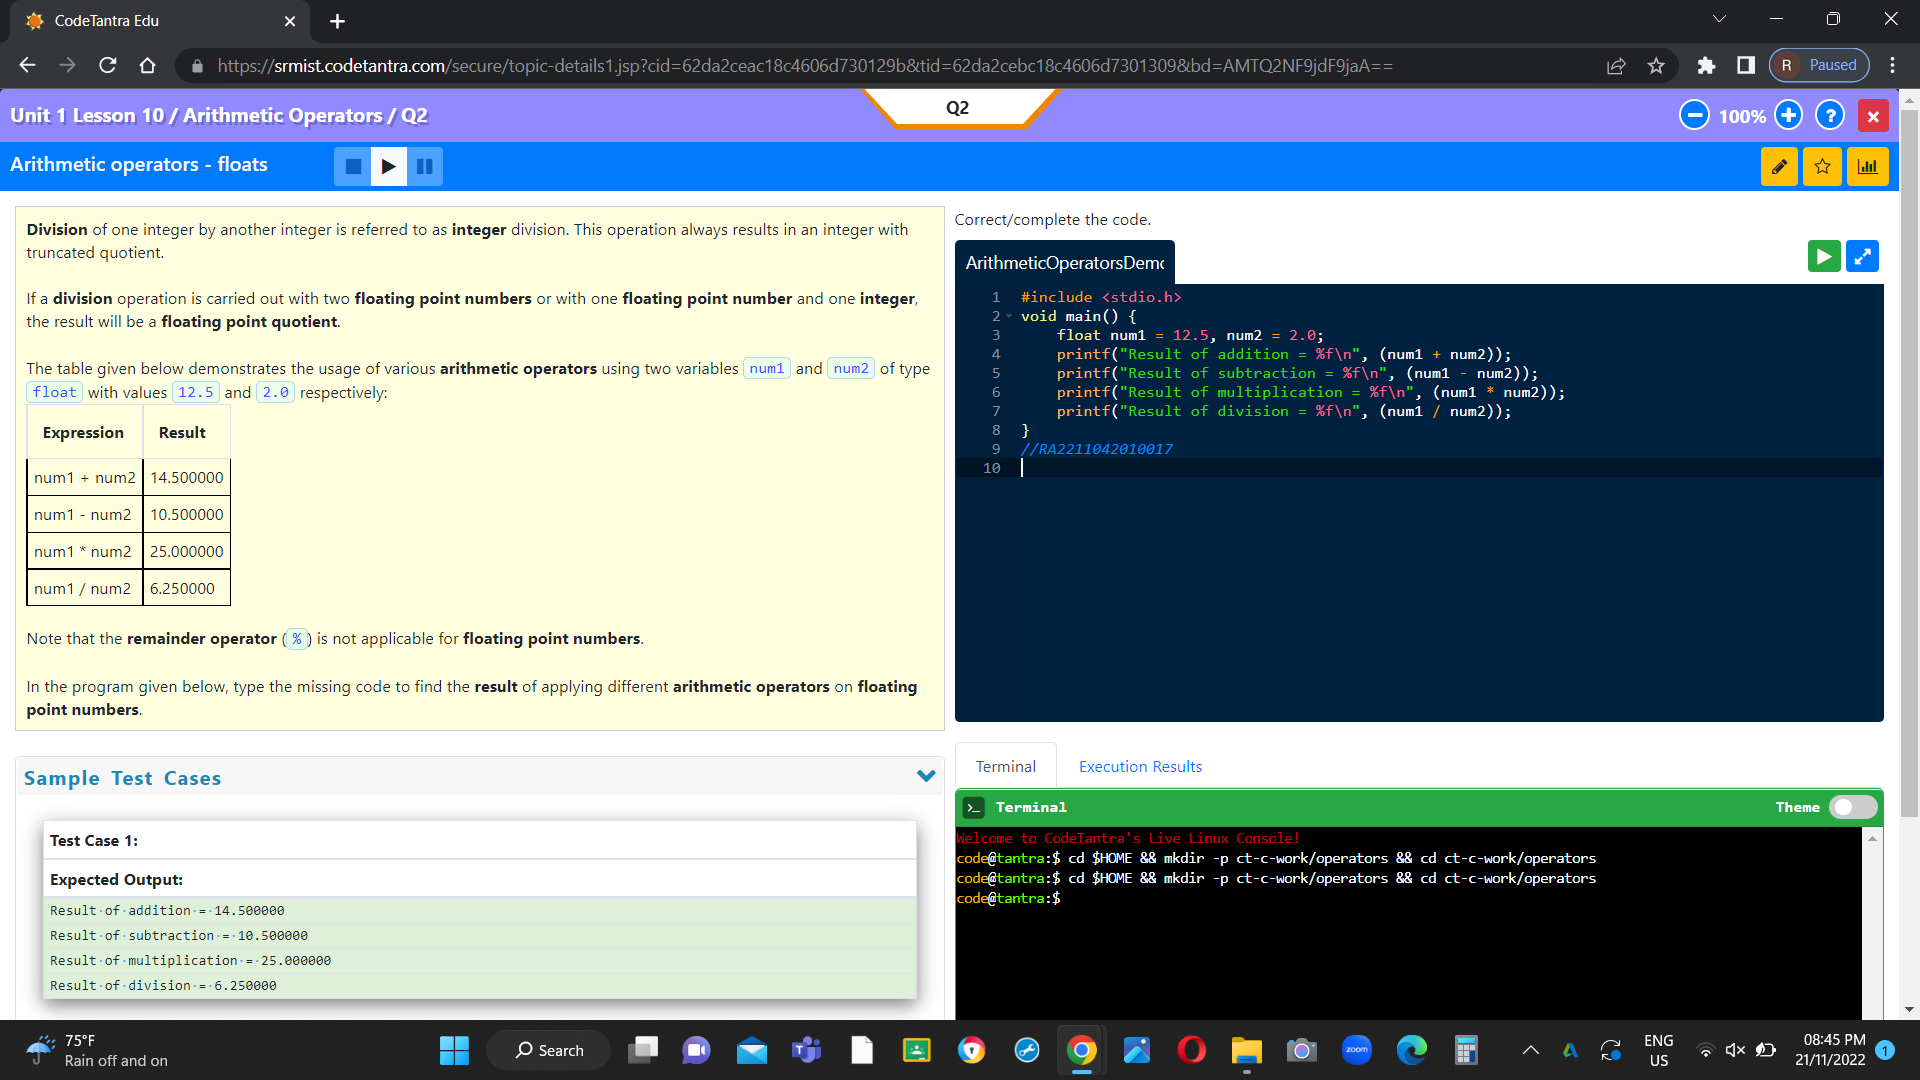 CodeTantra Edu
https://srmist.codetantra.com/secure/topic-details1.jsp?cid=62da2ceac18c4606d730129b&tid=62da2cebc18c4606d7301309&bd=AMTQ2NF9jdF9jaA==
R Paused
Unit 1 Lesson 10 / Arithmetic Operators / Q2
Q2
100%
?
Arithmetic operators - floats
Division of one integer by another integer is referred to as integer division. This operation always results in an integer with
truncated quotient.
If a division operation is carried out with two floating point numbers or with one floating point number and one integer,
the result will be a floating point quotient.
The table given below demonstrates the usage of various arithmetic operators using two variables num1 and num2 of type
float with values 12.5 and 2.0 respectively:
Expression Result
num1 + num2 14.500000
num1 - num2 10.500000
num1 * num2 25.000000
num1 / num2 6.250000
Note that the remainder operator (%) is not applicable for floating point numbers.
In the program given below, type the missing code to find the result of applying different arithmetic operators on floating
point numbers.
Sample Test Cases
Test Case 1:
Expected Output:
Result·of·addition·=·14.500000
Result·of·subtraction·=·10.500000
Result·of·multiplication·=·25.000000
Result·of·division·=·6.250000
Correct/complete the code.
ArithmeticOperatorsDemo
1 #include <stdio.h>
2 void main() {
3 float num1 = 12.5, num2 = 2.0;
4 printf("Result of addition = %f\n", (num1 + num2));
5 printf("Result of subtraction = %f\n", (num1 - num2));
6 printf("Result of multiplication = %f\n", (num1 * num2));
7 printf("Result of division = %f\n", (num1 / num2));
8 }
9 //RA2211042010017
10
Terminal Execution Results
>_ Terminal Theme
Welcome to CodeTantra's Live Linux Console!
code@tantra:$ cd $HOME && mkdir -p ct-c-work/operators && cd ct-c-work/operators
code@tantra:$ cd $HOME && mkdir -p ct-c-work/operators && cd ct-c-work/operators
code@tantra:$
75°F
Rain off and on
Search
zoom
ENG
US
08:45 PM
21/11/2022
1